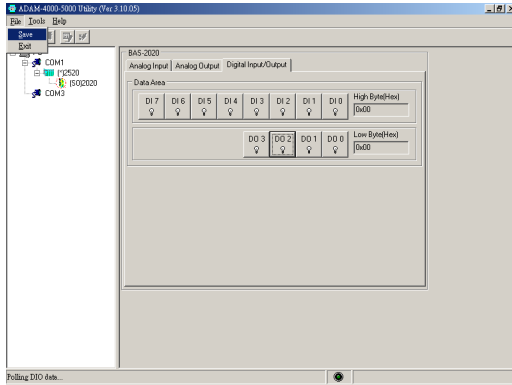 ADAM-4000-5000 Utility (Ver 3.10.05)
File Tools Help
Save
Exit
COM1
(*)2520
(S0)2020
COM3
BAS-2020
Analog Input Analog Output Digital Input/Output
Data Area
DI 7 DI 6 DI 5 DI 4 DI 3 DI 2 DI 1 DI 0 High Byte(Hex)
0x00
DO 3 DO 2 DO 1 DO 0 Low Byte(Hex)
0x00
Polling DIO data...